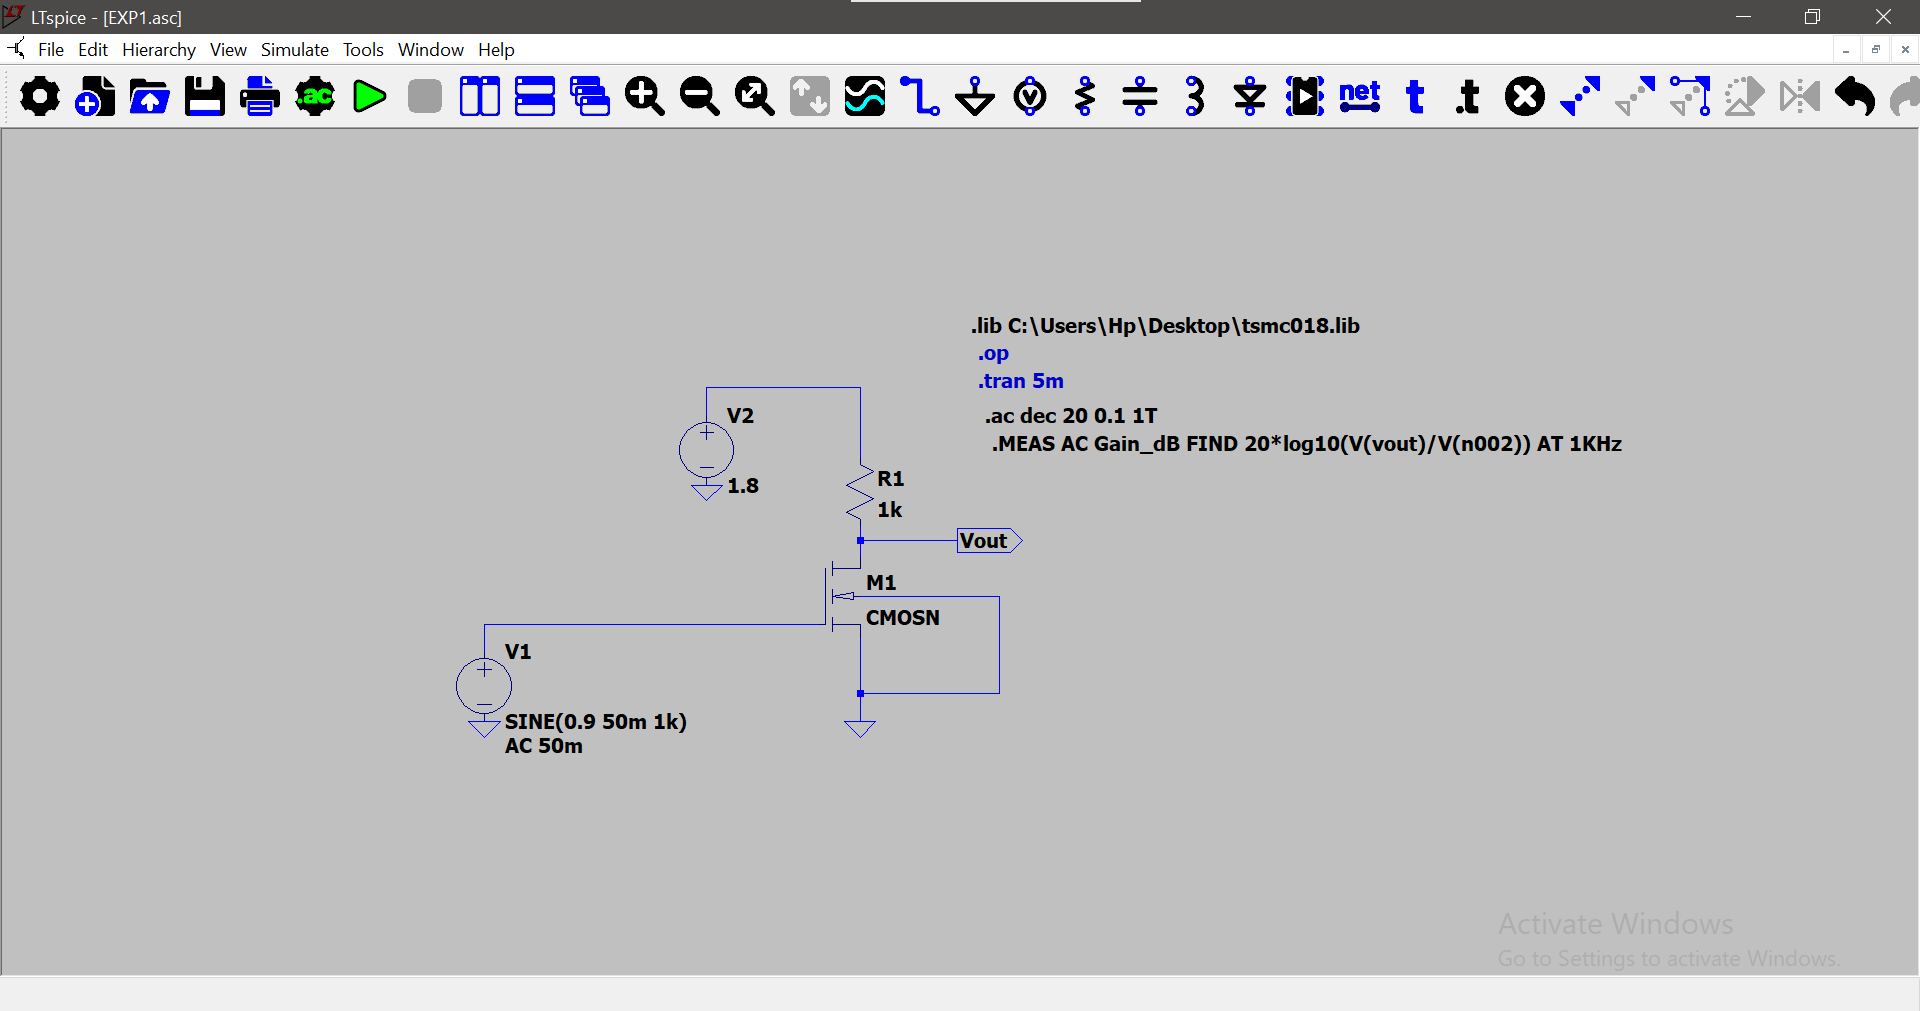 LTspice - [EXP1.asc]
File Edit Hierarchy View Simulate Tools Window Help
.ac
net
t
.t
.lib C:\Users\Hp\Desktop\tsmc018.lib
.op
.tran 5m
.ac dec 20 0.1 1T
.MEAS AC Gain_dB FIND 20*log10(V(vout)/V(n002)) AT 1KHz
V2
1.8
R1
1k
Vout
M1
CMOSN
V1
SINE(0.9 50m 1k)
AC 50m
Activate Windows
Go to Settings to activate Windows.